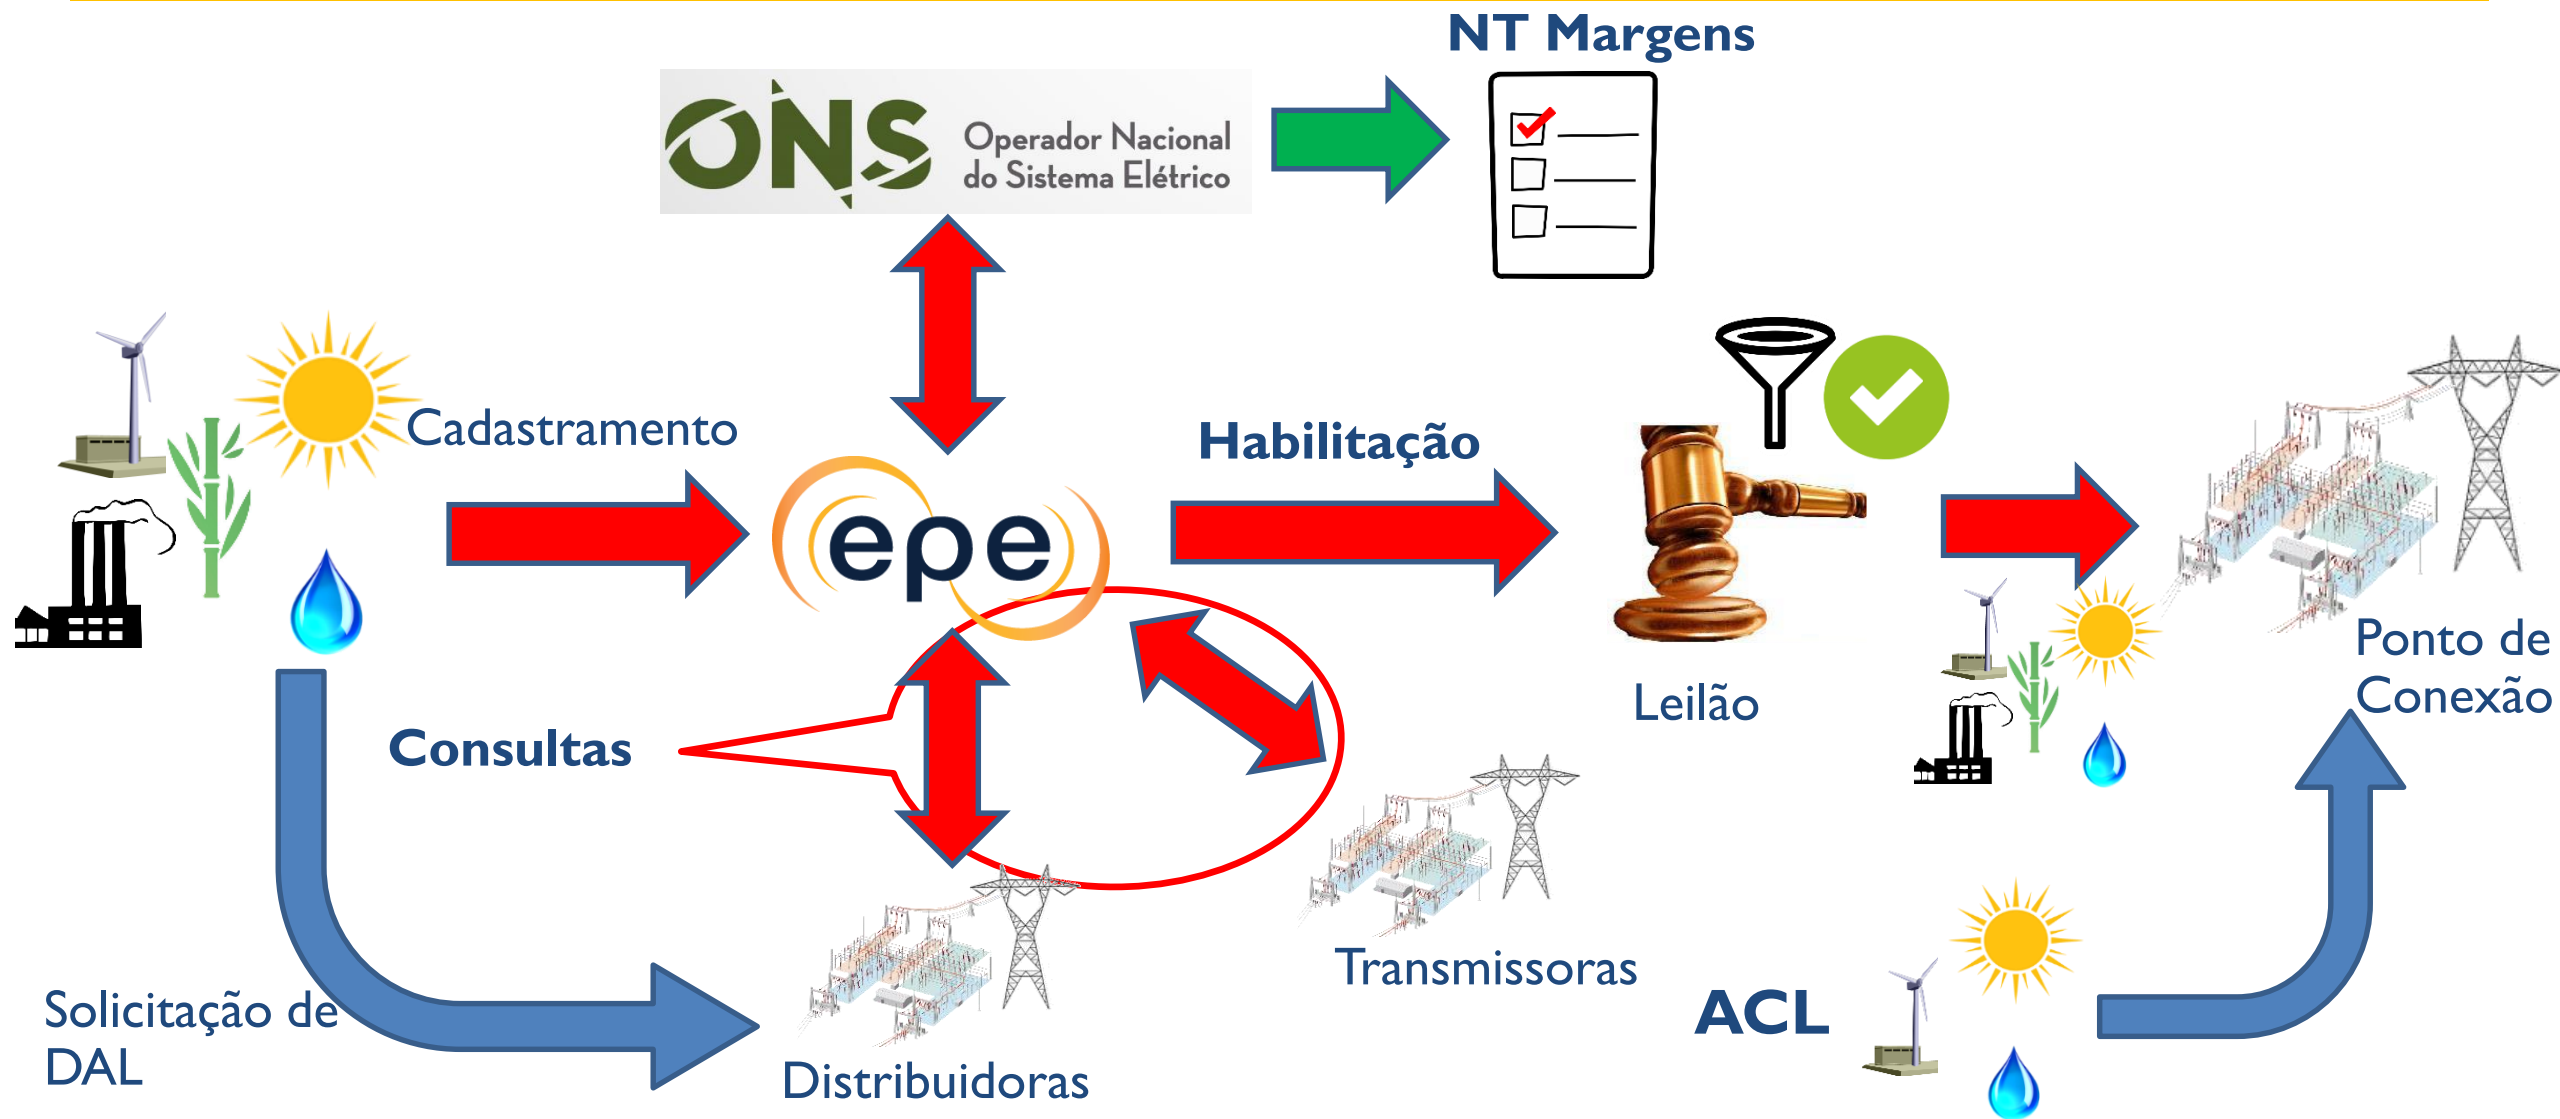 NT Margens
ONS
Operador Nacional
do Sistema Elétrico
Cadastramento
Habilitação
epe
Leilão
Ponto de
Conexão
Consultas
Transmissoras
Solicitação de
DAL
ACL
Distribuidoras